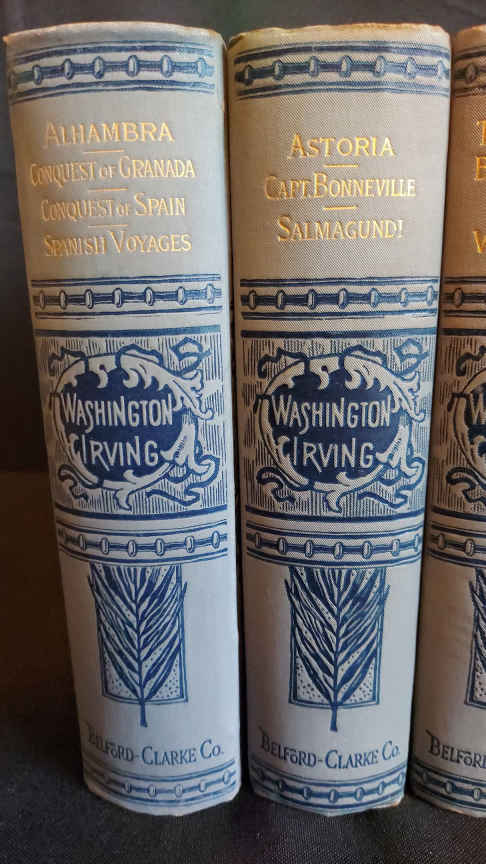 ALHAMBRA
CONQUEST OF GRANADA
CONQUEST OF SPAIN
SPANISH VOYAGES
WASHINGTON
IRVING
BELFORD-CLARKE CO.
ASTORIA
CAPT. BONNEVILLE
SALMAGUNDI
WASHINGTON
IRVING
BELFORD-CLARKE CO.